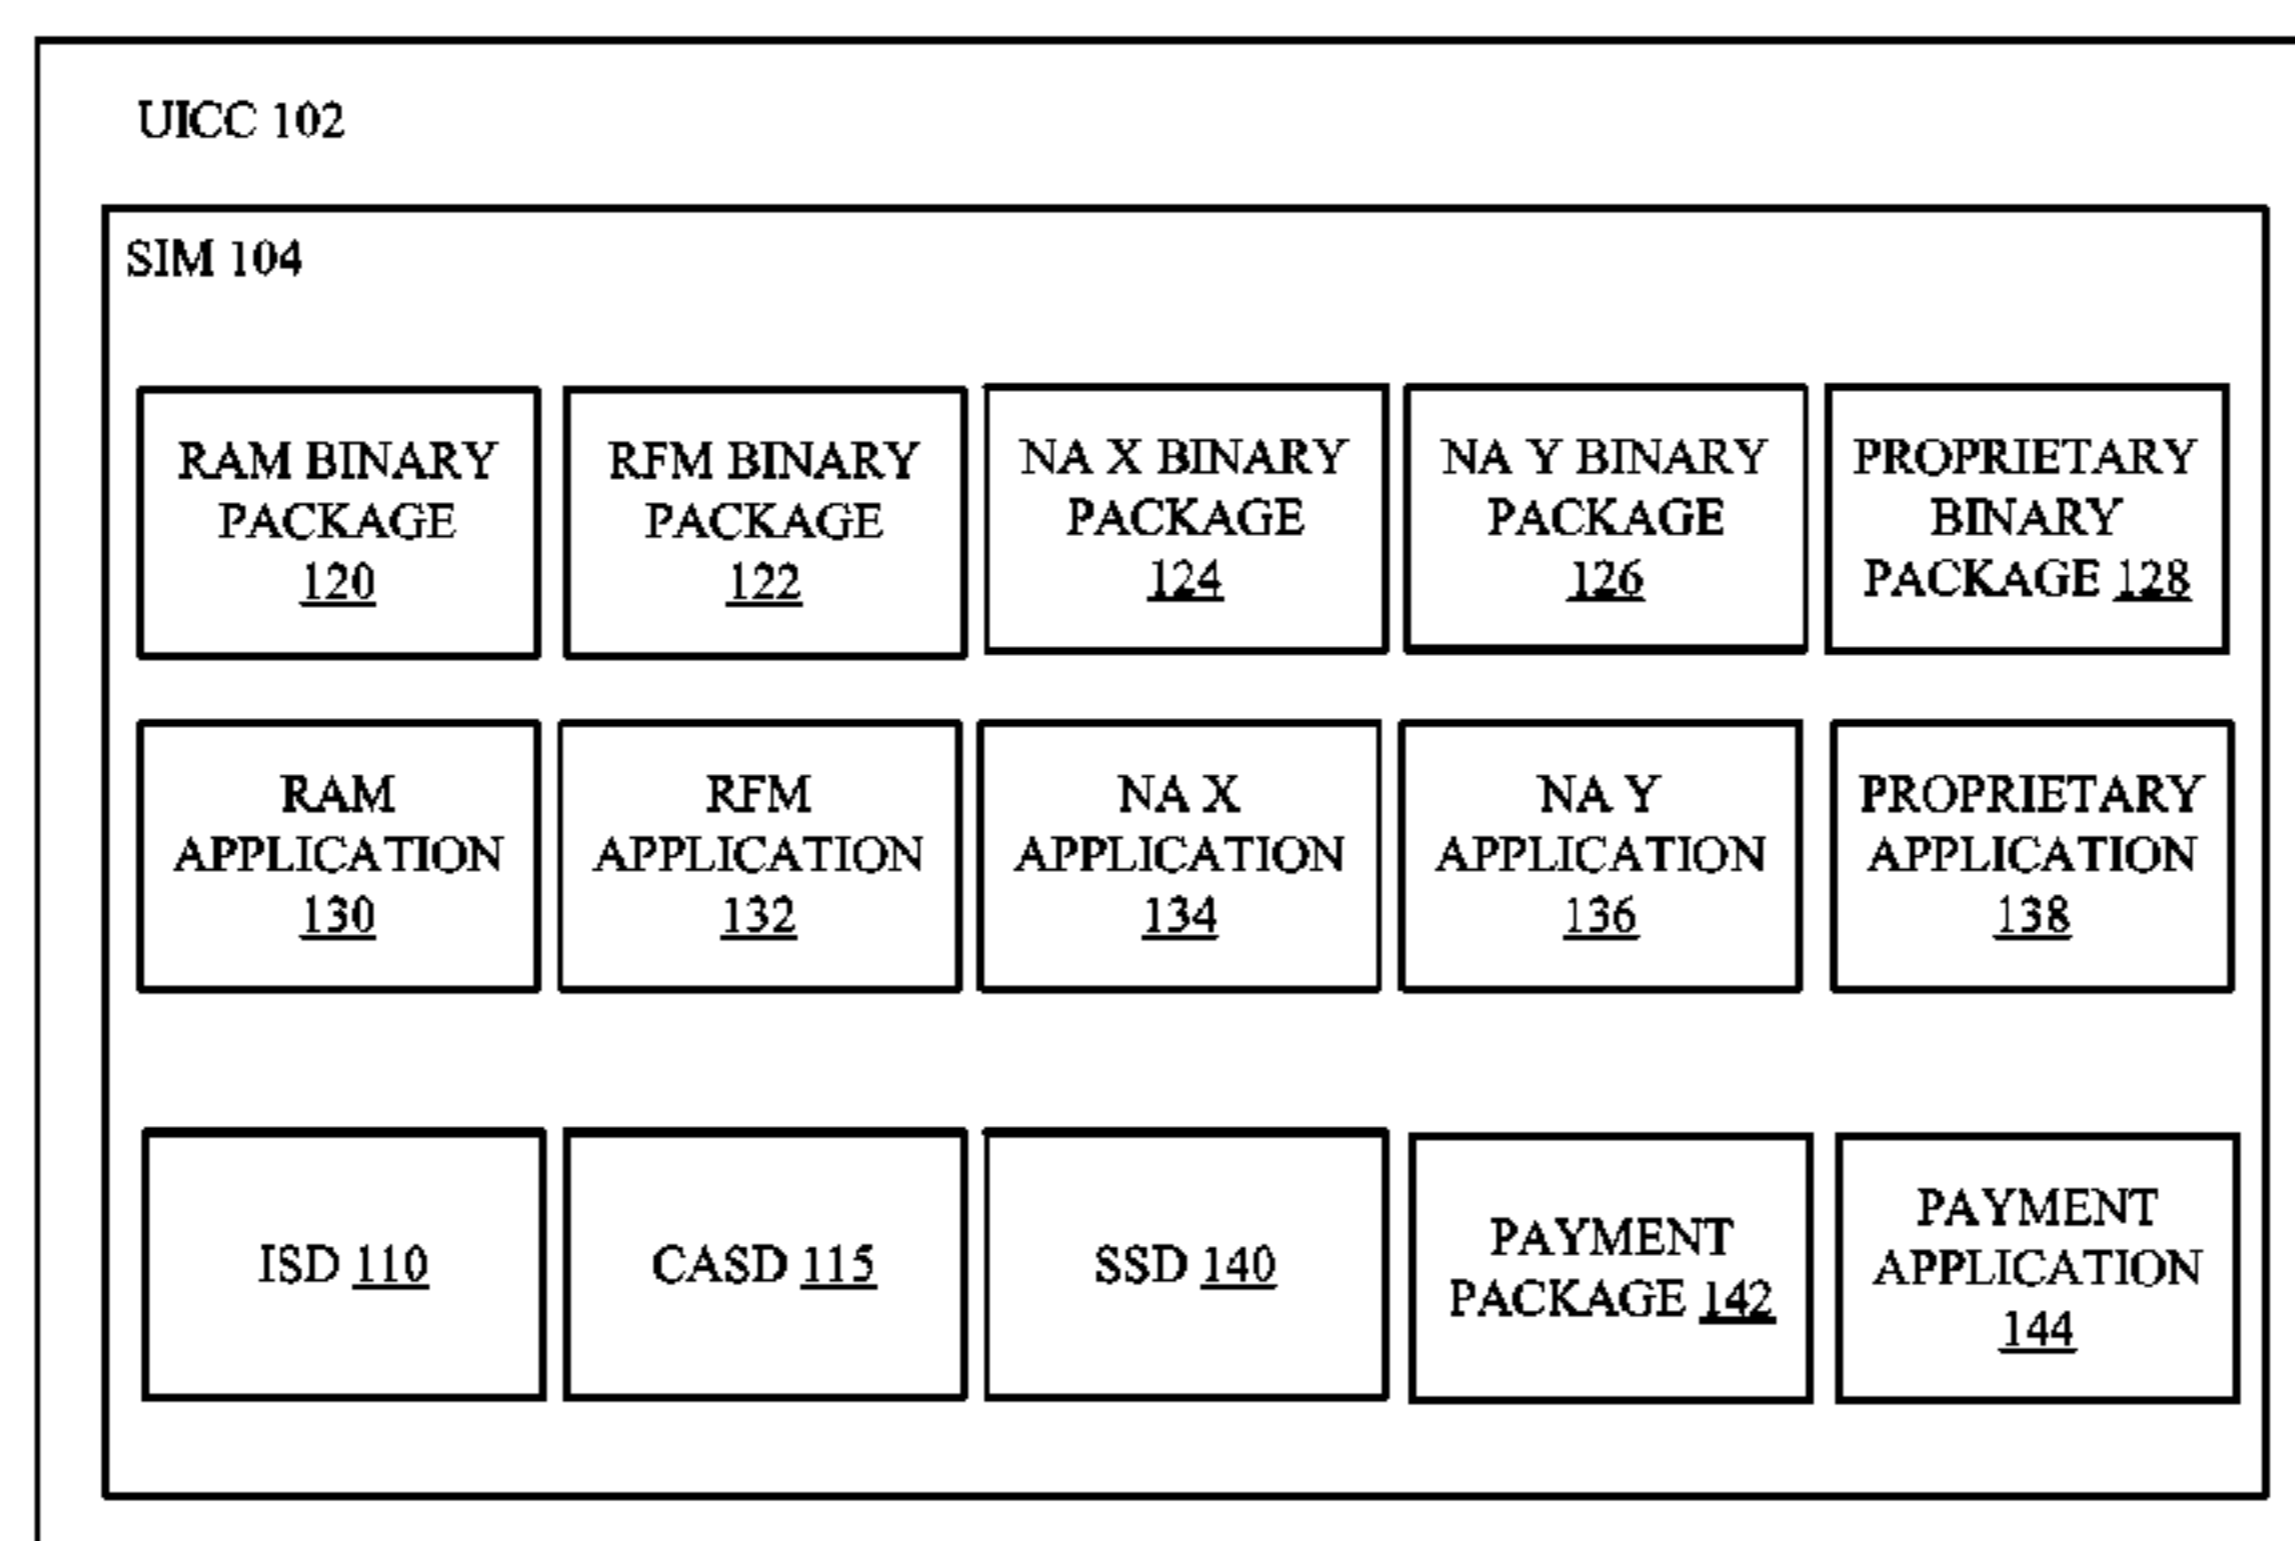 UICC 102
SIM 104
RAM BINARY
PACKAGE
120
RFM BINARY
PACKAGE
122
NA X BINARY
PACKAGE
124
NA Y BINARY
PACKAGE
126
PROPRIETARY
BINARY
PACKAGE 128
RAM
APPLICATION
130
RFM
APPLICATION
132
NA X
APPLICATION
134
NA Y
APPLICATION
136
PROPRIETARY
APPLICATION
138
ISD 110
CASD 115
SSD 140
PAYMENT
PACKAGE 142
PAYMENT
APPLICATION
144